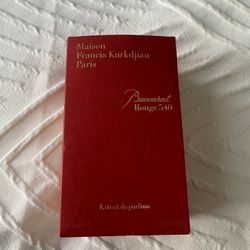 Maison
Francis Kurkdjian
Paris
Baccarat
Rouge 540
Extrait de parfum